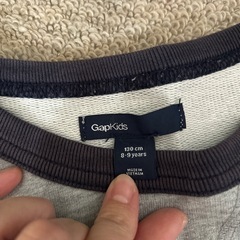 GapKids
130 cm
8-9 years
MADE IN
VIETNAM